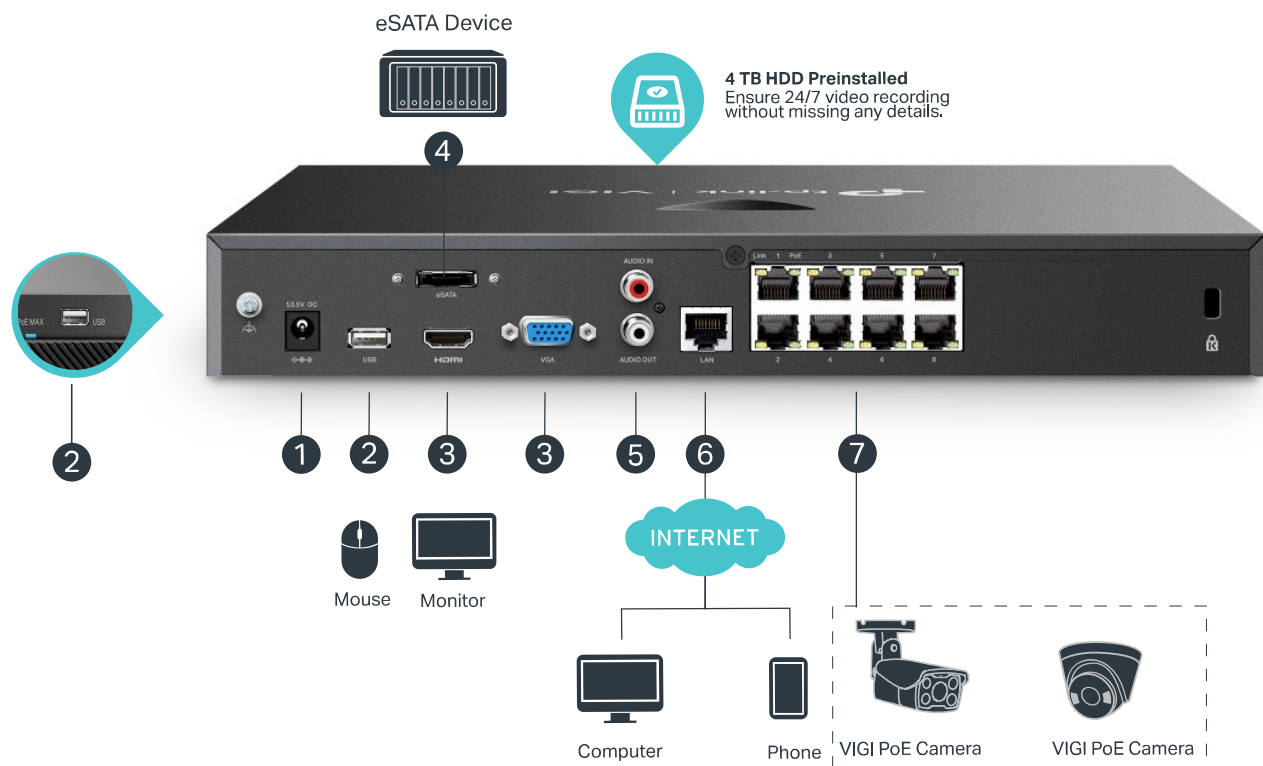 eSATA Device
4 TB HDD Preinstalled
Ensure 24/7 video recording
without missing any details.
4
tp-link | VIGI
PoE MAX USB
53.5V DC
eSATA
AUDIO IN
Link 1 PoE 3 5 7
USB
HDMI
VGA
AUDIO OUT
LAN
2 4 6 8
K
2
1
2
3
3
5
6
7
INTERNET
Mouse
Monitor
Computer
Phone
VIGI PoE Camera
VIGI PoE Camera